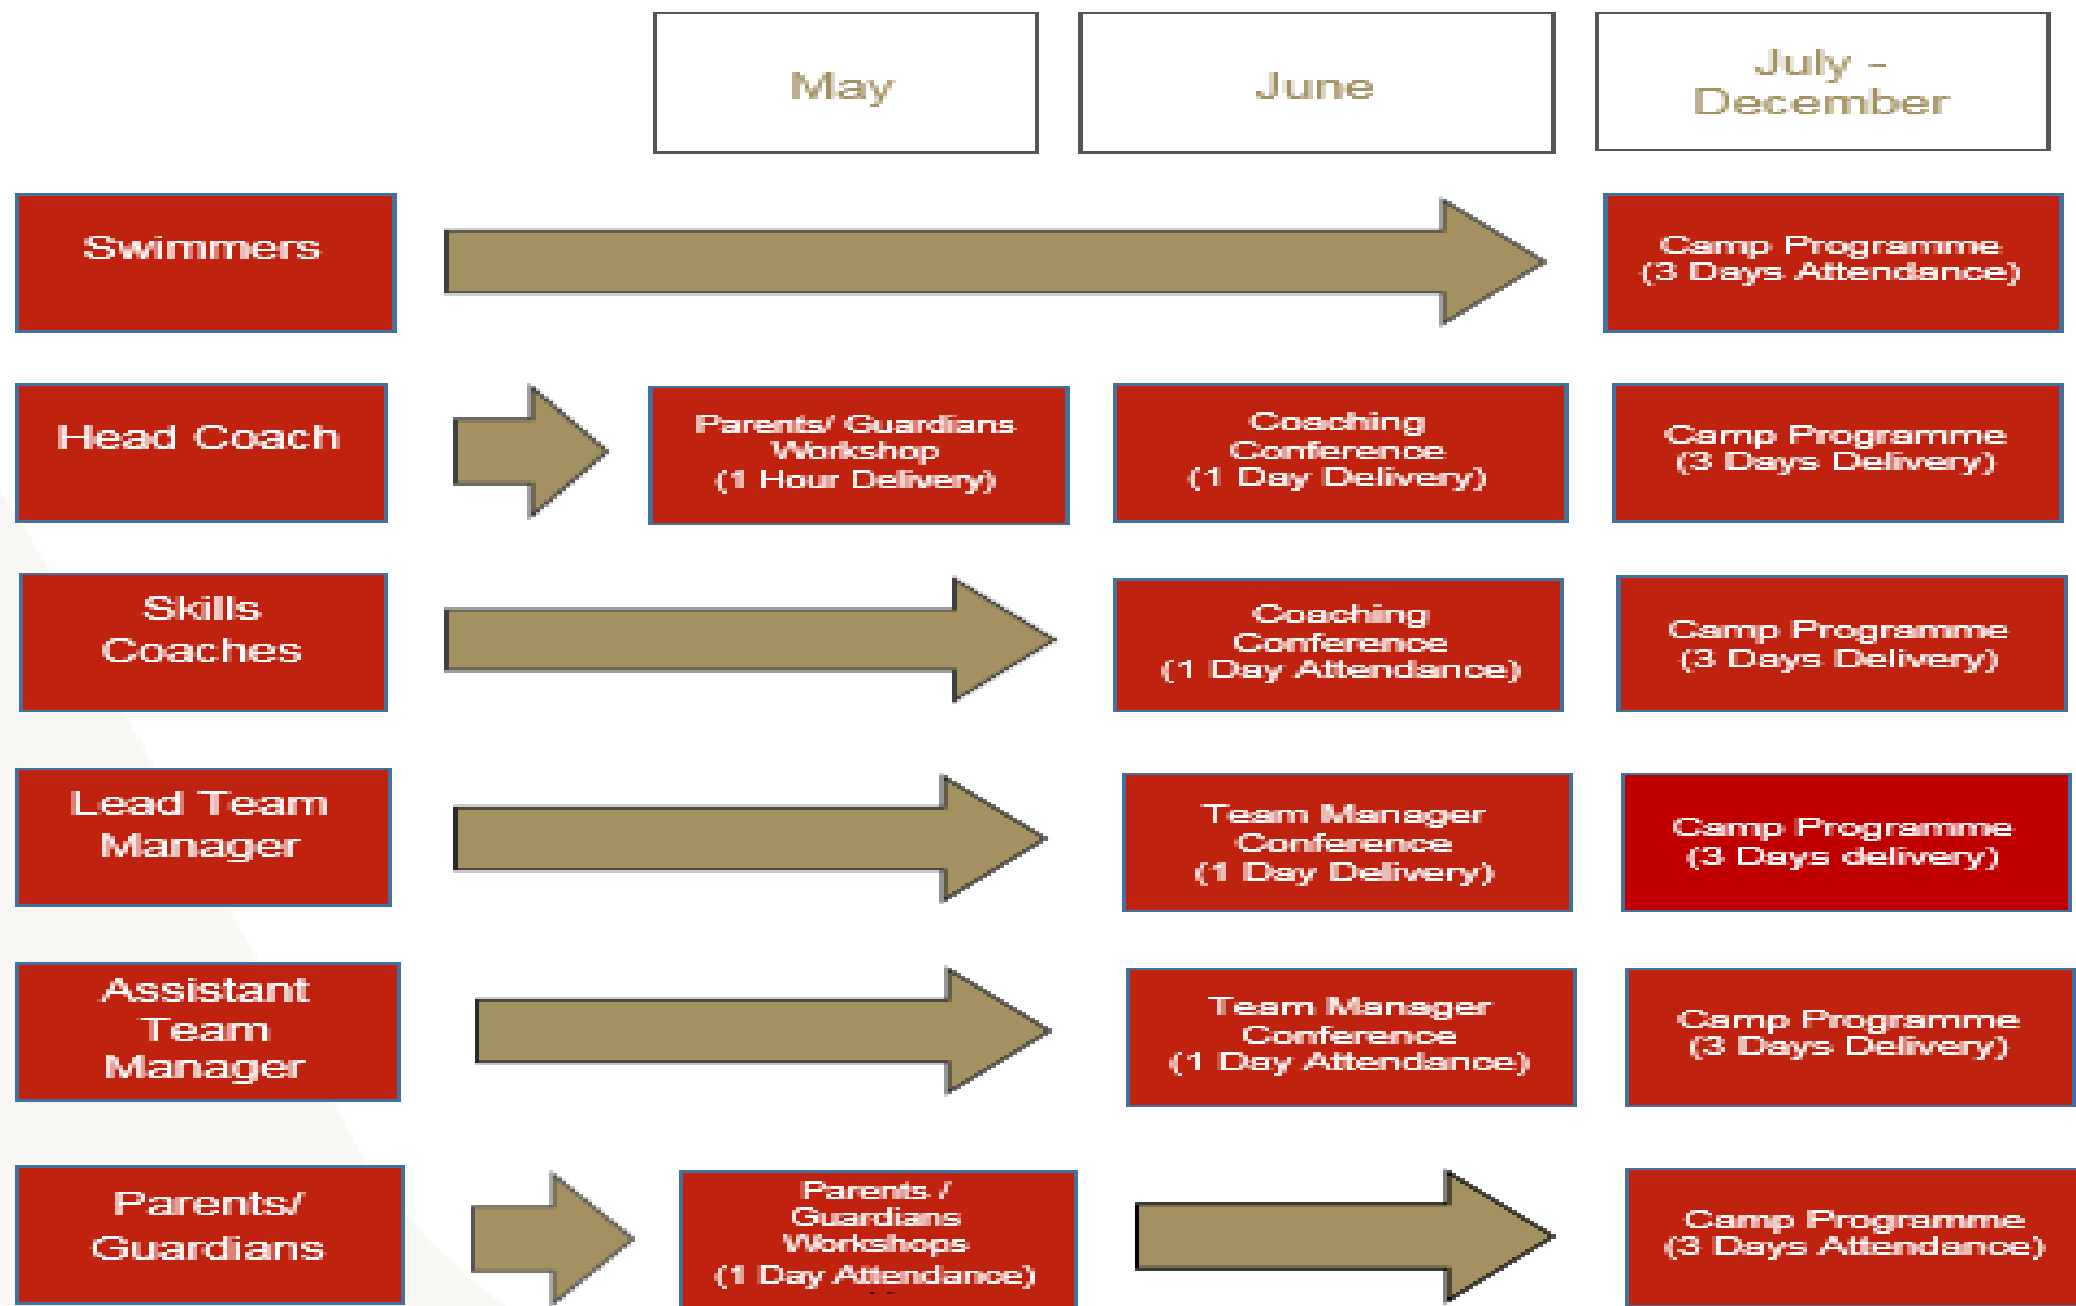 May
June
July -
December
Swimmers
Camp Programme
(3 Days Attendance)
Head Coach
Parents/ Guardians
Workshop
(1 Hour Delivery)
Coaching
Conference
(1 Day Delivery)
Camp Programme
(3 Days Delivery)
Skills
Coaches
Coaching
Conference
(1 Day Attendance)
Camp Programme
(3 Days Delivery)
Lead Team
Manager
Team Manager
Conference
(1 Day Delivery)
Camp Programme
(3 Days delivery)
Assistant
Team
Manager
Team Manager
Conference
(1 Day Attendance)
Camp Programme
(3 Days Delivery)
Parents/
Guardians
Parents /
Guardians
Workshops
(1 Day Attendance)
Camp Programme
(3 Days Attendance)